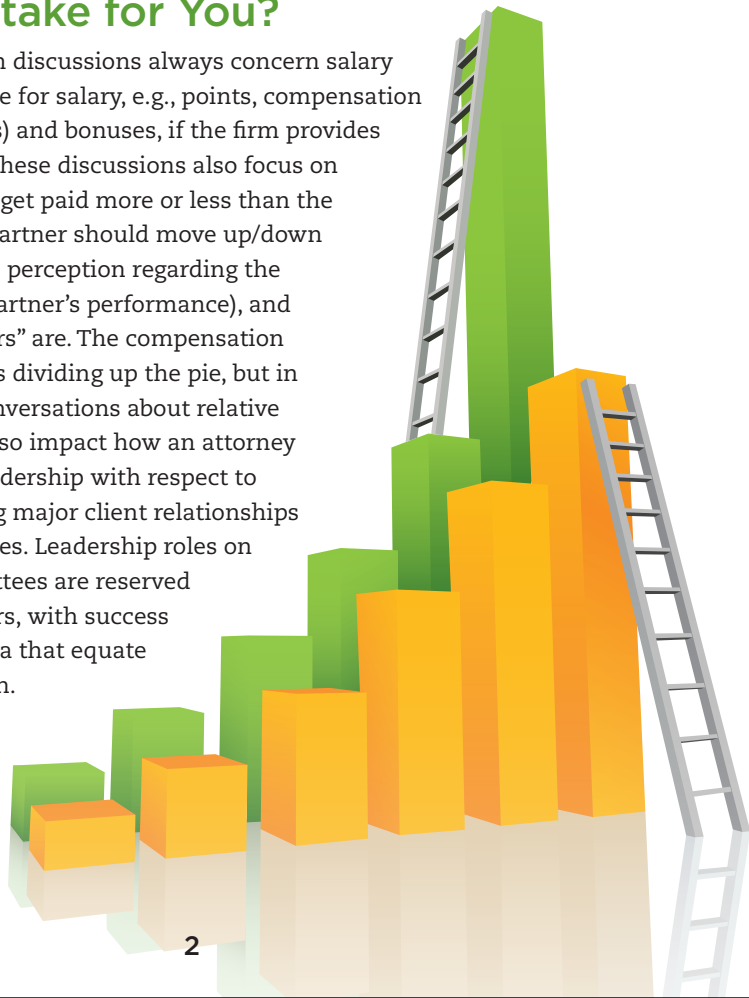 take for You?
n discussions always concern salary
e for salary, e.g., points, compensation
s) and bonuses, if the firm provides
hese discussions also focus on
get paid more or less than the
artner should move up/down
perception regarding the
artner’s performance), and
rs” are. The compensation
s dividing up the pie, but in
nversations about relative
so impact how an attorney
dership with respect to
g major client relationships
es. Leadership roles on
ttees are reserved
rs, with success
a that equate
n.
2